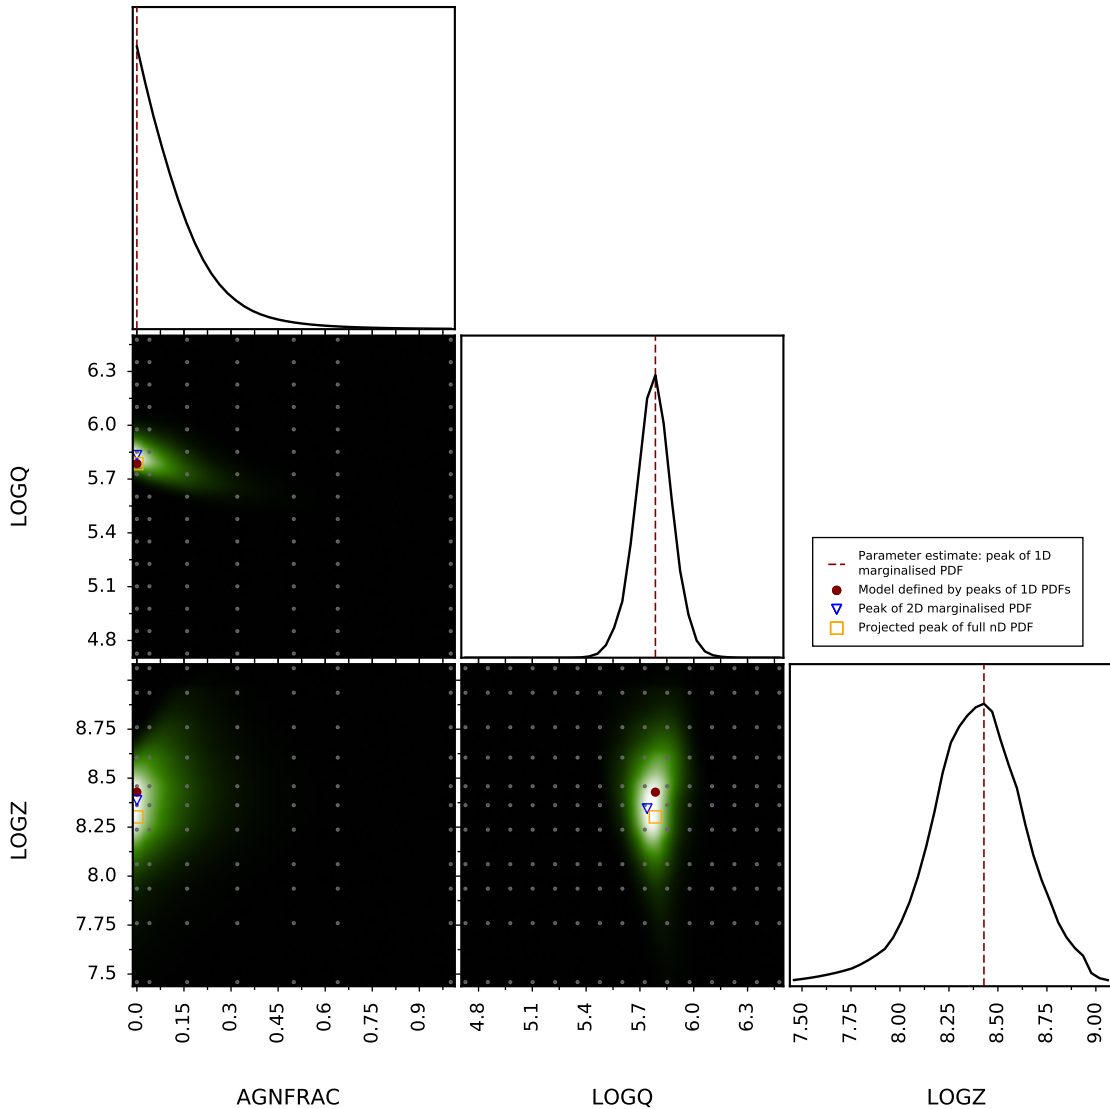 6.3
6.0
5.7
5.4
5.1
4.8
LOGQ
Parameter estimate: peak of 1D
marginalised PDF
Model defined by peaks of 1D PDFs
Peak of 2D marginalised PDF
Projected peak of full nD PDF
8.75
8.5
8.25
8.0
7.75
7.5
LOGZ
0.0 0.15 0.3 0.45 0.6 0.75 0.9
4.8 5.1 5.4 5.7 6.0 6.3
7.50 7.75 8.00 8.25 8.50 8.75 9.00
AGNFRAC LOGQ LOGZ